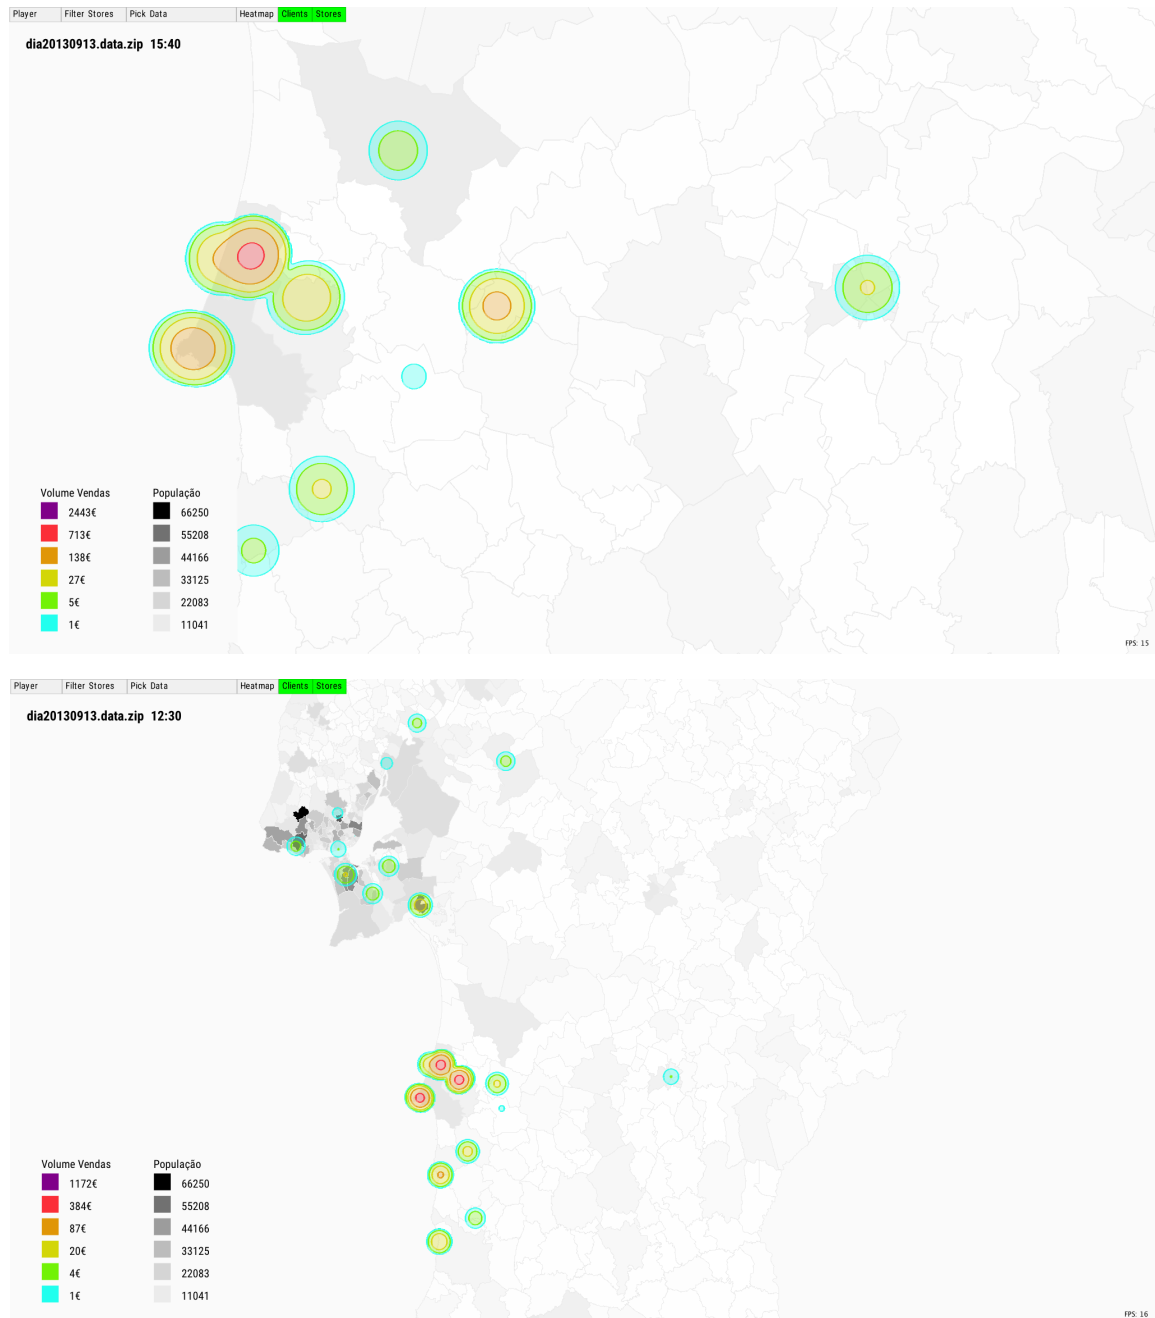 Player Filter Stores Pick Data Heatmap Clients Stores
dia20130913.data.zip 15:40
Volume Vendas População
2443€ 66250
713€ 55208
138€ 44166
27€ 33125
5€ 22083
1€ 11041
FPS: 15
Player Filter Stores Pick Data Heatmap Clients Stores
dia20130913.data.zip 12:30
Volume Vendas População
1172€ 66250
384€ 55208
87€ 44166
20€ 33125
4€ 22083
1€ 11041
FPS: 16